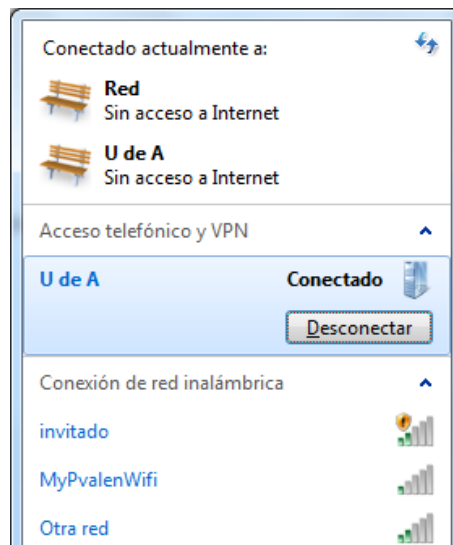 Conectado actualmente a:
Red
Sin acceso a Internet
U de A
Sin acceso a Internet
Acceso telefónico y VPN
U de A Conectado
Desconectar
Conexión de red inalámbrica
invitado
MyPvalenWifi
Otra red